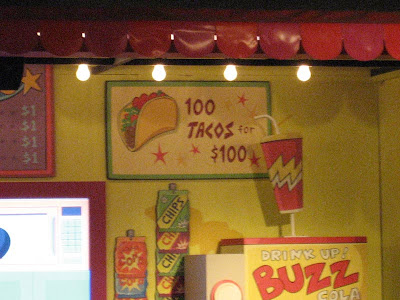 $1
$1
$1
$1
100
TACOS for
$100
CHIPS
CHIPS
DRINK UP!
BUZZ
COLA